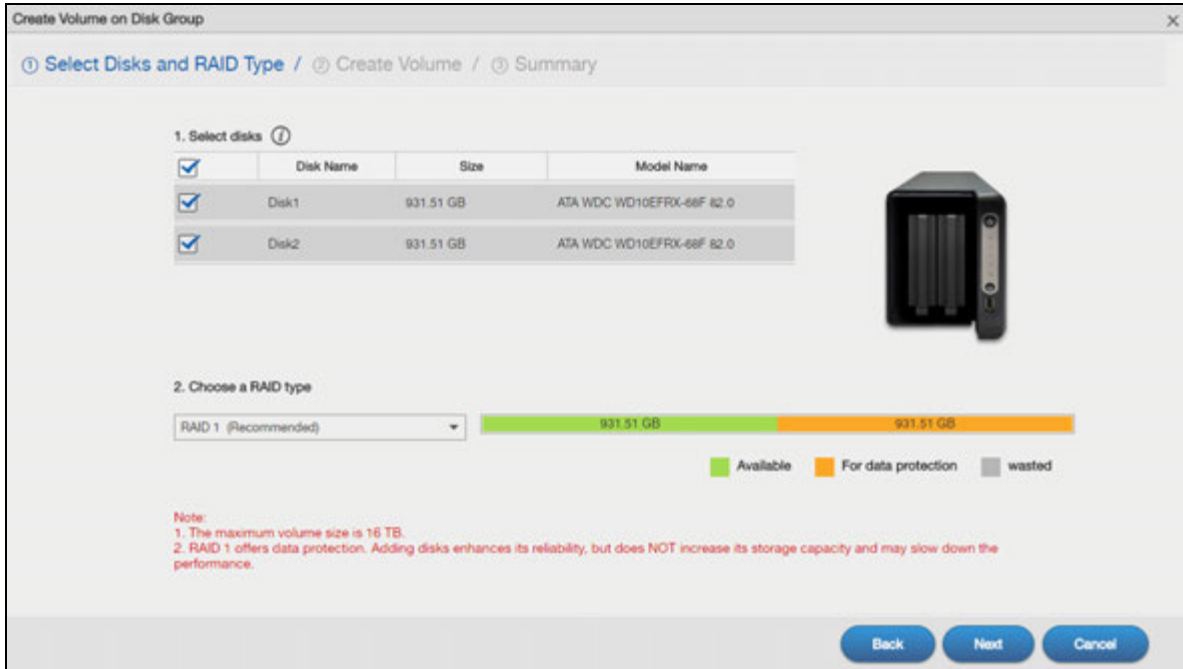 Create Volume on Disk Group
① Select Disks and RAID Type / ② Create Volume / ③ Summary
1. Select disks ⓘ
Disk Name Size Model Name
Disk1 931.51 GB ATA WDC WD10EFRX-68F 82.0
Disk2 931.51 GB ATA WDC WD10EFRX-68F 82.0
2. Choose a RAID type
RAID 1 (Recommended) 931.51 GB 931.51 GB
Available For data protection wasted
Note:
1. The maximum volume size is 16 TB.
2. RAID 1 offers data protection. Adding disks enhances its reliability, but does NOT increase its storage capacity and may slow down the
performance.
Back Next Cancel